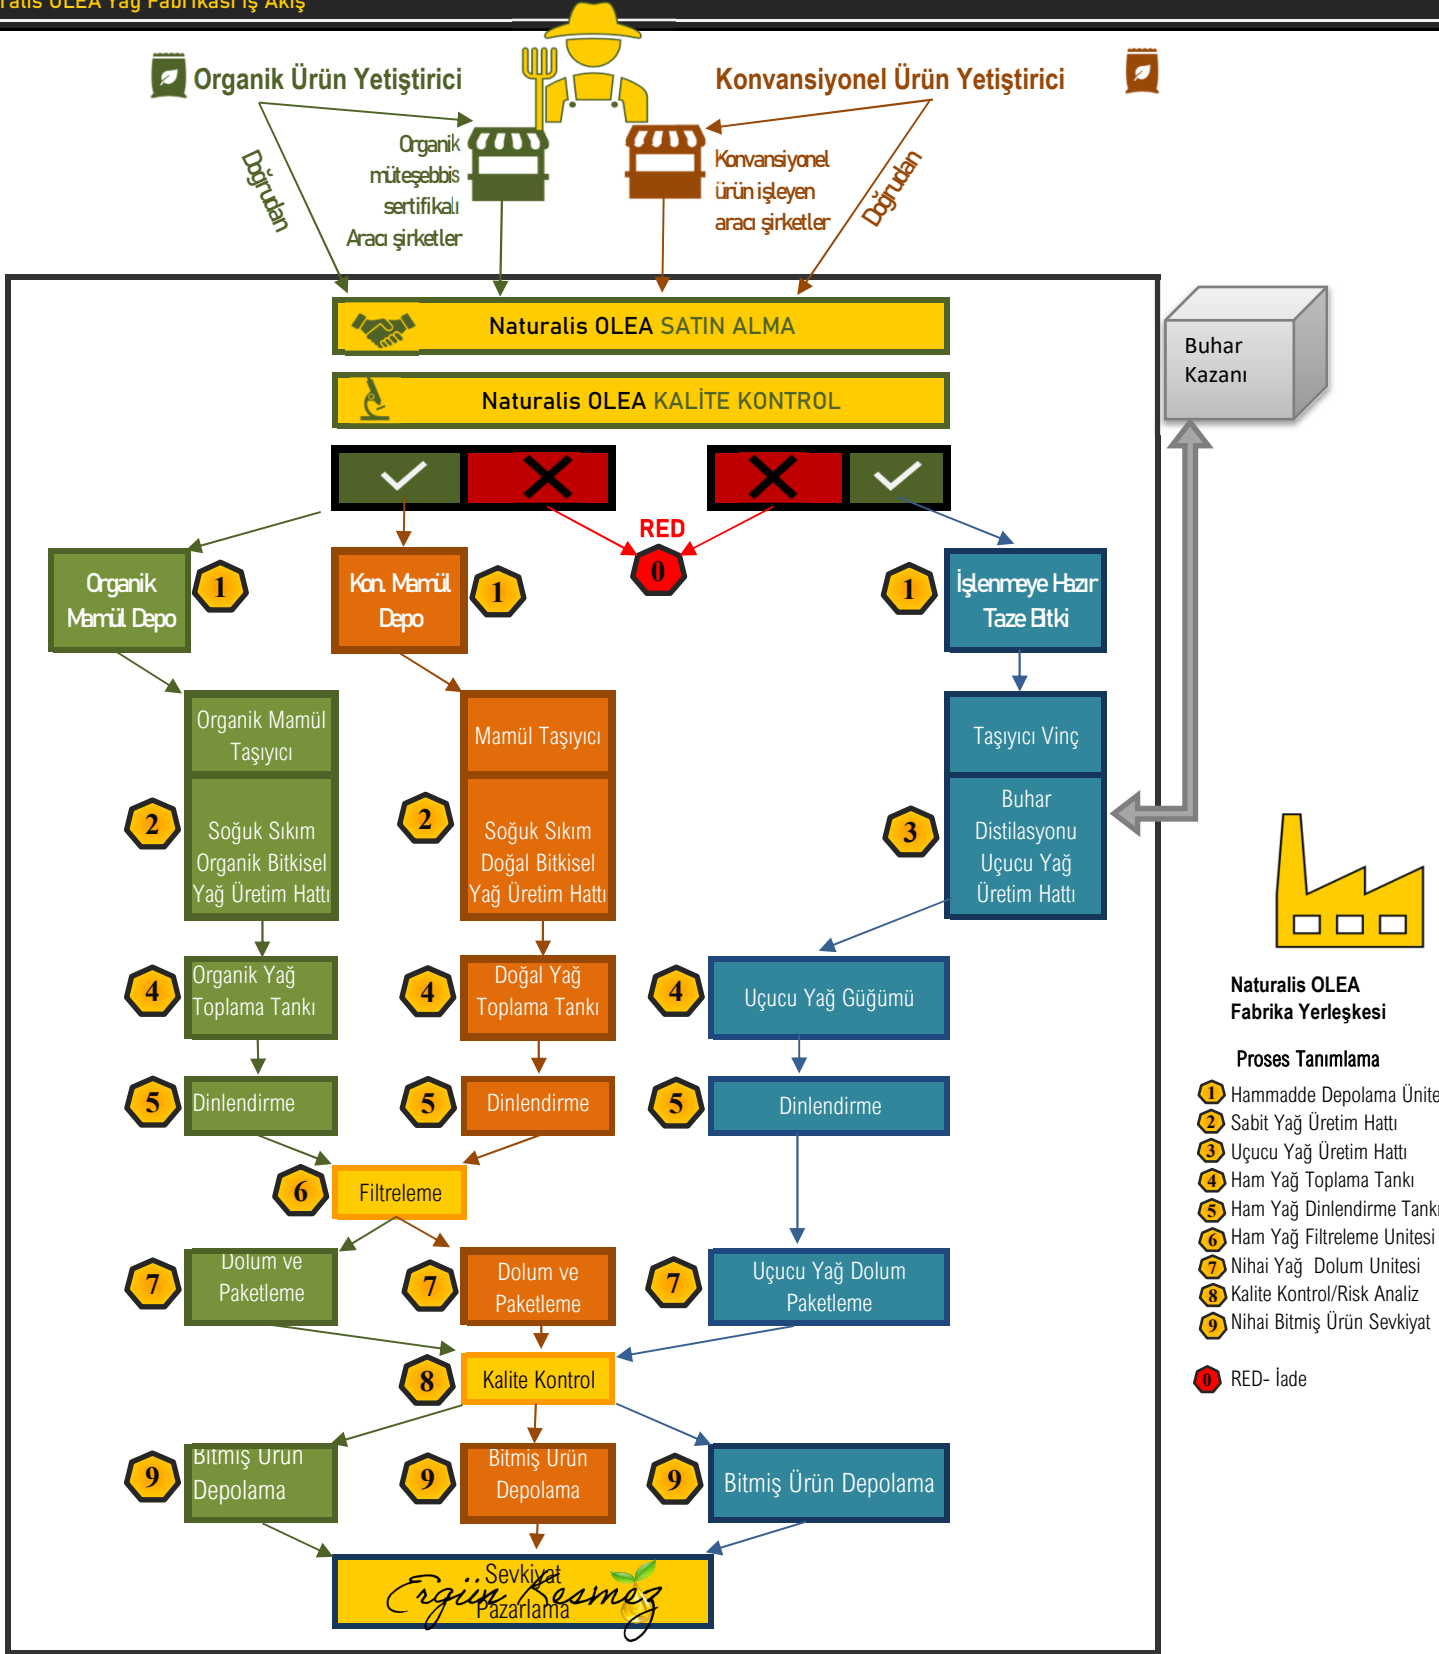 ralis OLEA Yağ Fabrikası İş Akış
Organik Ürün Yetiştirici
Konvansiyonel Ürün Yetiştirici
Doğrudan
Organik
müteşebbis
sertifikalı
Aracı şirketler
Konvansiyonel
ürün işleyen
aracı şirketler
Doğrudan
Naturalis OLEA SATIN ALMA
Naturalis OLEA KALİTE KONTROL
Buhar
Kazanı
RED
0
Organik
Mamül Depo
1
Kon. Mamül
Depo
1
1
İşlenmeye Hazır
Taze Bitki
Organik Mamül
Taşıyıcı
Mamül Taşıyıcı
Taşıyıcı Vinç
2
Soğuk Sıkım
Organik Bitkisel
Yağ Üretim Hattı
2
Soğuk Sıkım
Doğal Bitkisel
Yağ Üretim Hattı
3
Buhar
Distilasyonu
Uçucu Yağ
Üretim Hattı
4
Organik Yağ
Toplama Tankı
4
Doğal Yağ
Toplama Tankı
4
Uçucu Yağ Güğümü
5
Dinlendirme
5
Dinlendirme
5
Dinlendirme
6
Filtreleme
7
Dolum ve
Paketleme
7
Dolum ve
Paketleme
7
Uçucu Yağ Dolum
Paketleme
8
Kalite Kontrol
9
Bitmiş Ürün
Depolama
9
Bitmiş Ürün
Depolama
9
Bitmiş Ürün Depolama
Sevkiyat
Pazarlama
Ergün Kesmez
Naturalis OLEA
Fabrika Yerleşkesi
Proses Tanımlama
1 Hammadde Depolama Ünite
2 Sabit Yağ Üretim Hattı
3 Uçucu Yağ Üretim Hattı
4 Ham Yağ Toplama Tankı
5 Ham Yağ Dinlendirme Tankı
6 Ham Yağ Filtreleme Unitesi
7 Nihai Yağ Dolum Unitesi
8 Kalite Kontrol/Risk Analiz
9 Nihai Bitmiş Ürün Sevkiyat
0 RED- İade